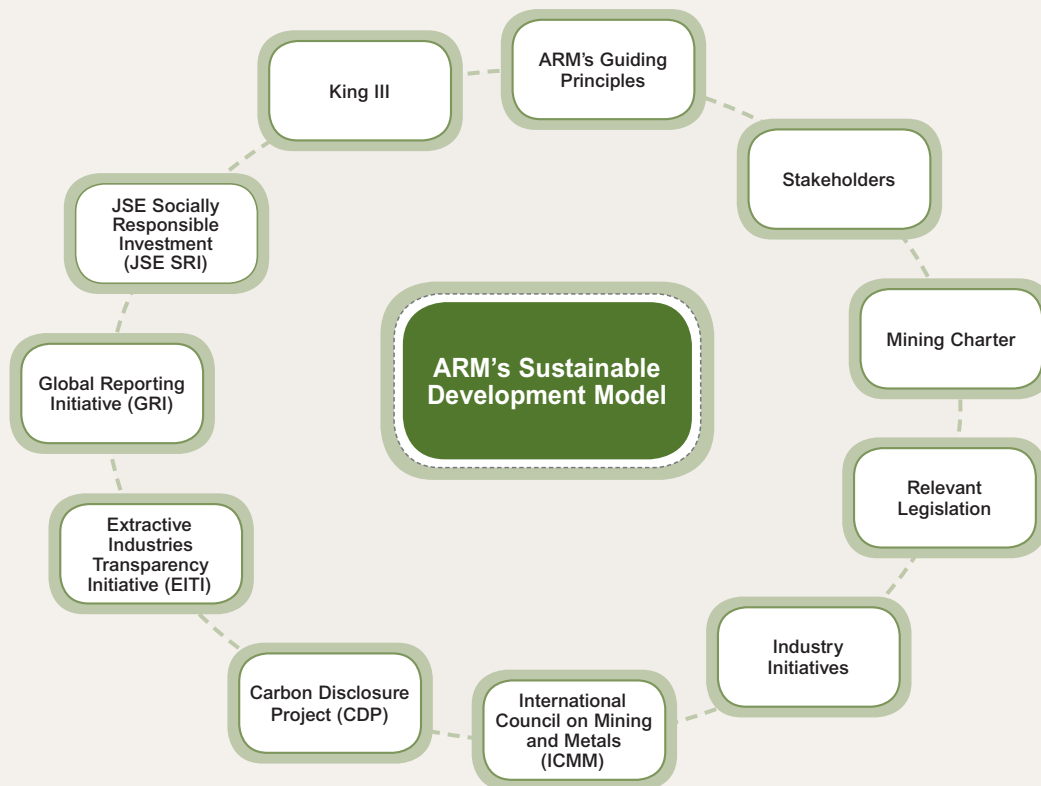 ARM’s Guiding
Principles
King III
Stakeholders
JSE Socially
Responsible
Investment
(JSE SRI)
Mining Charter
ARM’s Sustainable
Development Model
Global Reporting
Initiative (GRI)
Relevant
Legislation
Extractive
Industries
Transparency
Initiative (EITI)
Industry
Initiatives
Carbon Disclosure
Project (CDP)
International
Council on Mining
and Metals
(ICMM)